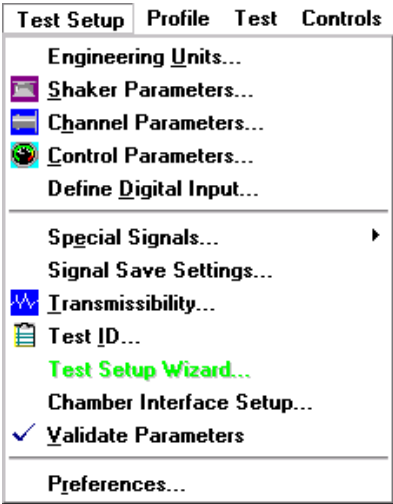 Test Setup Profile Test Controls
Engineering Units...
Shaker Parameters...
Channel Parameters...
Control Parameters...
Define Digital Input...
Special Signals...
Signal Save Settings...
Transmissibility...
Test ID...
Test Setup Wizard...
Chamber Interface Setup...
Validate Parameters
Preferences...